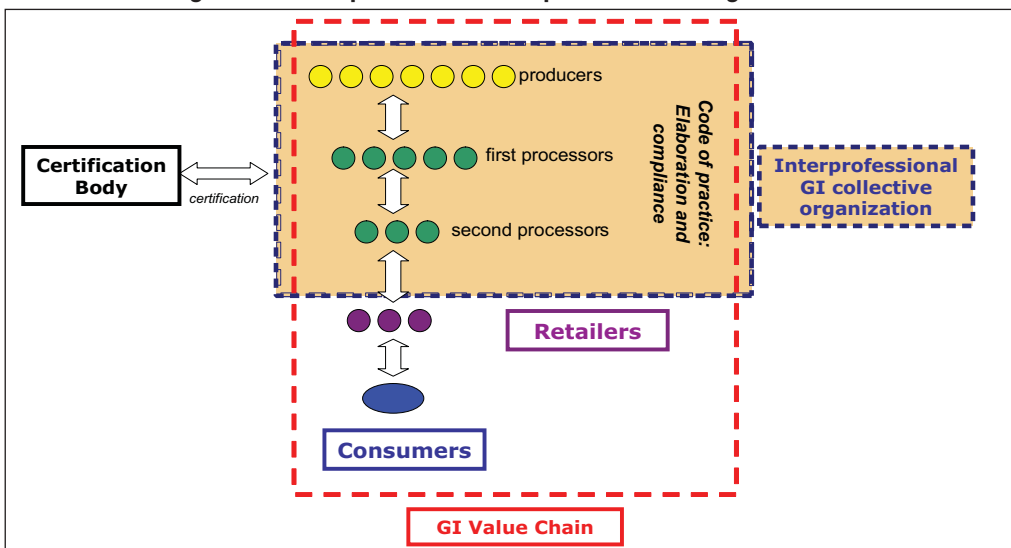 producers
Code of practice:
Elaboration and
compliance
first processors
Certification
Body
certification
Interprofessional
GI collective
organization
second processors
Retailers
Consumers
GI Value Chain